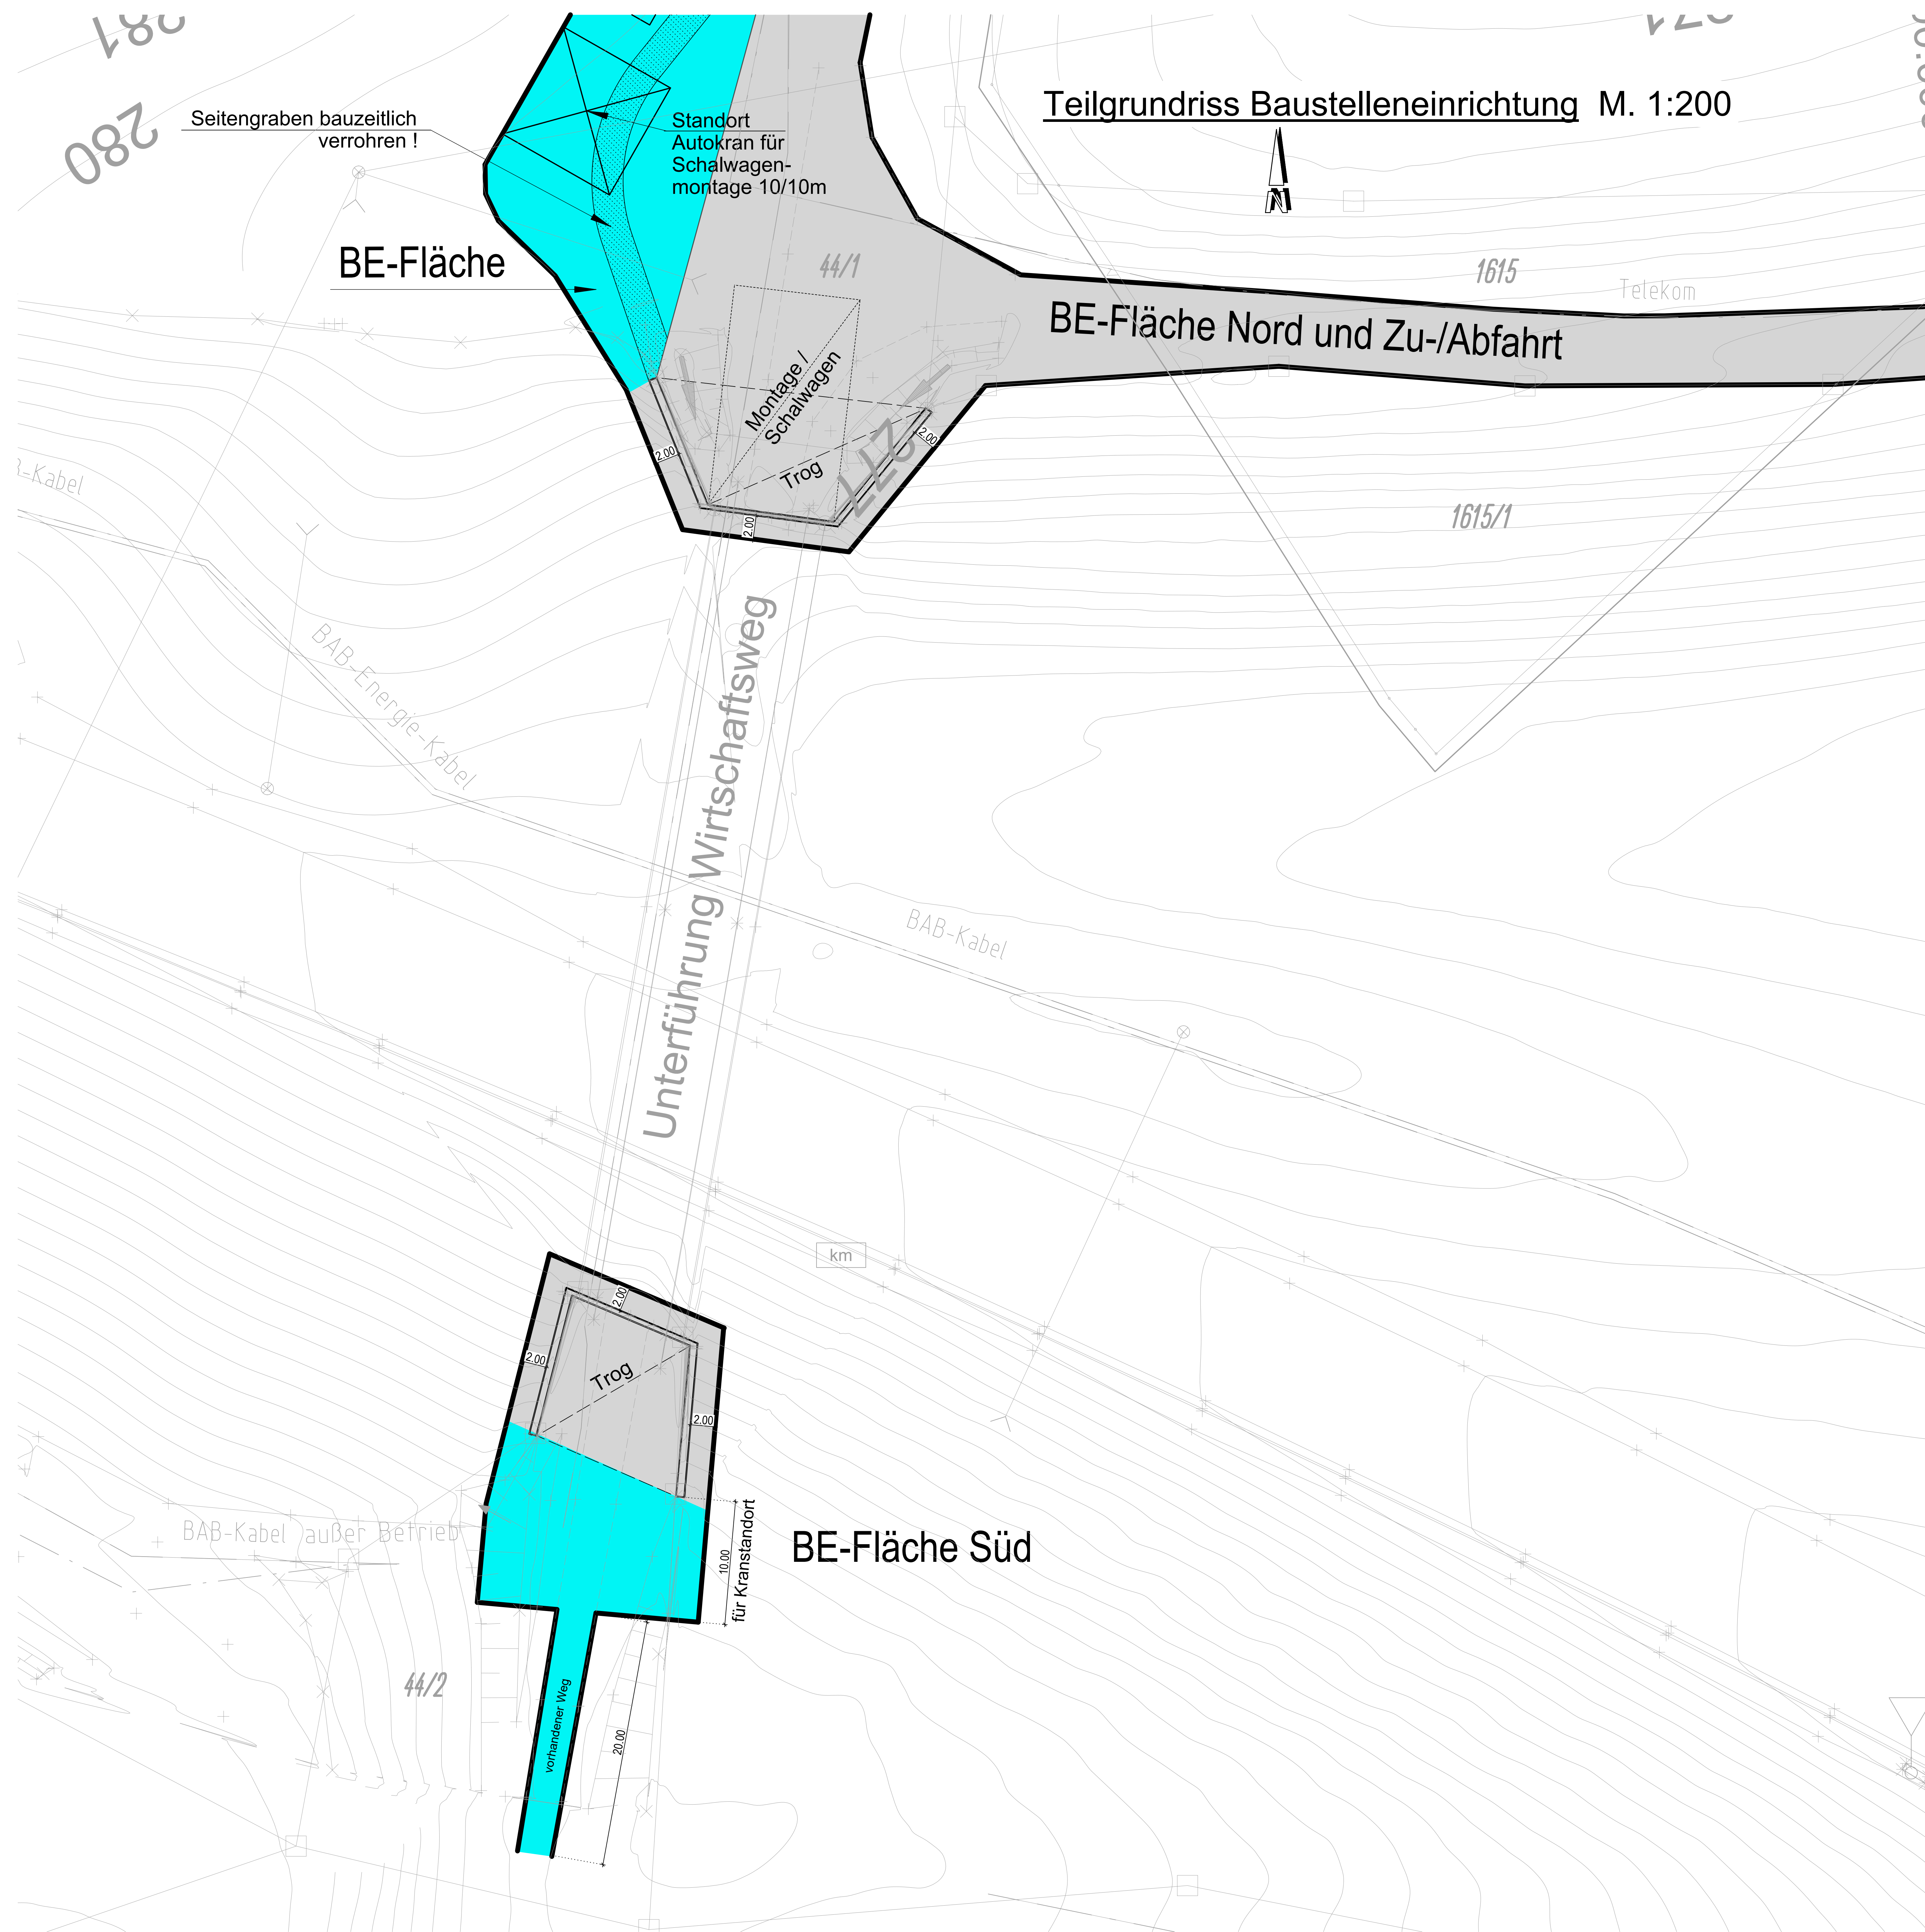 281
280
271
Teilgrundriss Baustelleneinrichtung M. 1:200
N
Seitengraben bauzeitlich
verrohren !
Standort
Autokran für
Schalwagen-
montage 10/10m
BE-Fläche
44/1
1615
Telekom
BE-Fläche Nord und Zu-/Abfahrt
Montage /
Schalwagen
Trog
277
2.00
2.00
2.00
-Kabel
1615/1
BAB-Energie-Kabel
Unterführung Wirtschaftsweg
BAB-Kabel
km
2.00
2.00
Trog
2.00
BAB-Kabel außer Betrieb
BE-Fläche Süd
10.00
für Kranstandort
44/2
vorhandener Weg
20.00